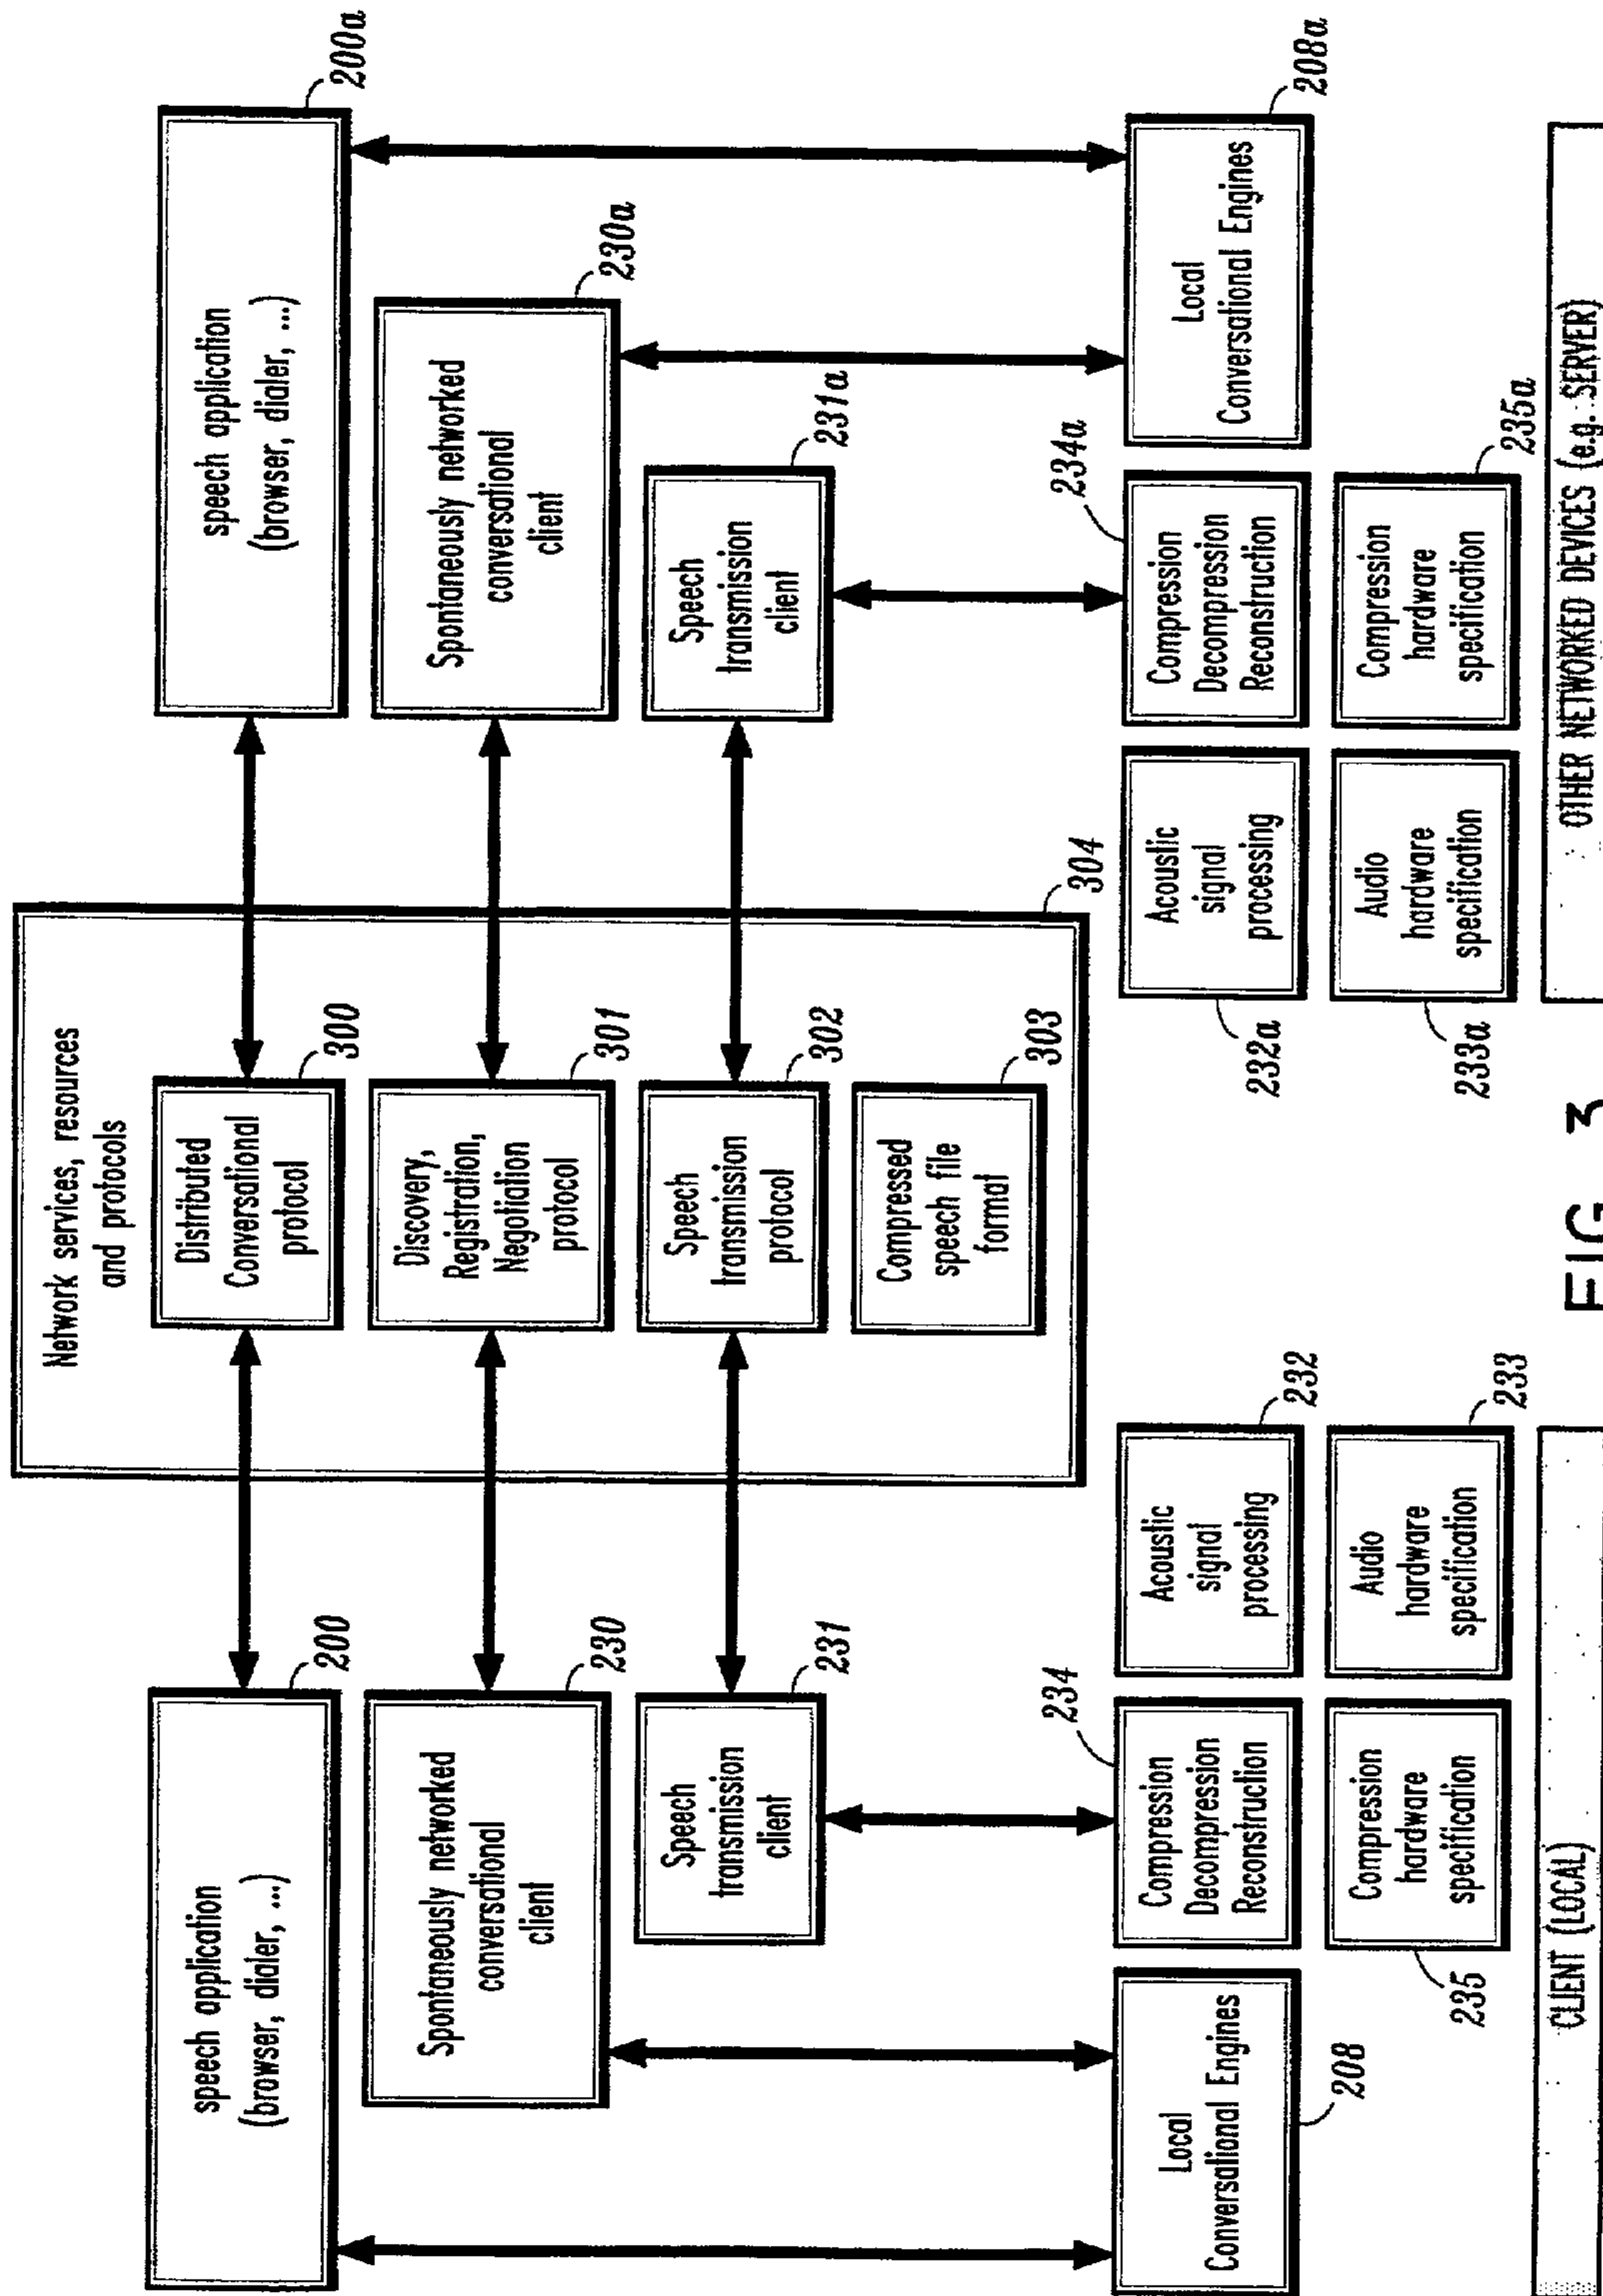 Network services, resources
and protocols
speech application
(browser, dialer, ...)
200
Distributed
Conversational
protocol
300
speech application
(browser, dialer, ...)
200a
Spontaneously networked
conversational
client
230
Discovery,
Registration,
Negotiation
protocol
301
Spontaneously networked
conversational
client
230a
Speech
transmission
client
231
Speech
transmission
protocol
302
Speech
transmission
client
231a
Compressed
speech file
format
303
304
Local
Conversational Engines
208
234
Compression
Decompression
Reconstruction
Acoustic
signal
processing
232
235
Compression
hardware
specification
Audio
hardware
specification
233
CLIENT (LOCAL)
232a
Acoustic
signal
processing
234a
Compression
Decompression
Reconstruction
Local
Conversational Engines
208a
233a
Audio
hardware
specification
Compression
hardware
specification
235a
OTHER NETWORKED DEVICES (e.g. SERVER)
FIG. 3